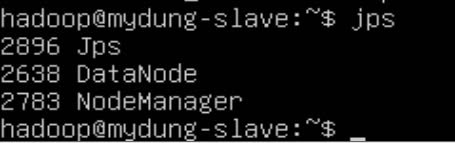 hadoop@mydung-slave:~$ jps
2896 Jps
2638 DataNode
2783 NodeManager
hadoop@mydung-slave:~$ _